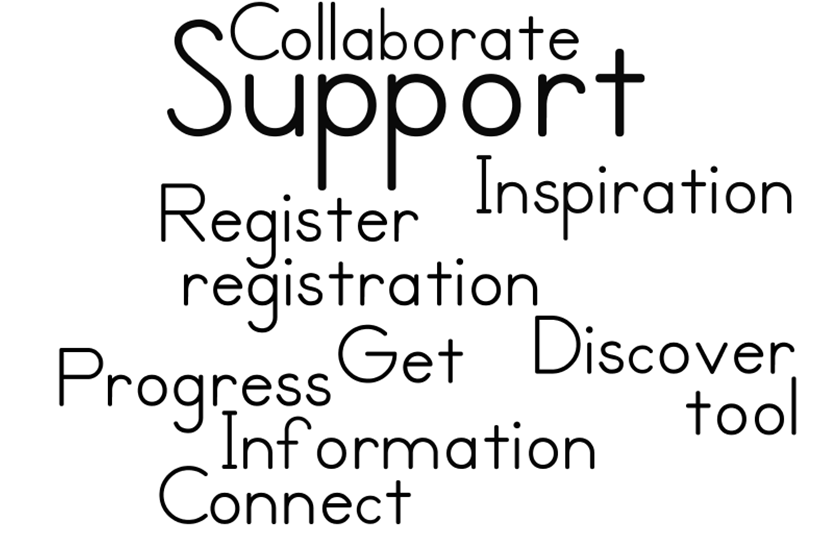 Collaborate
Support
Inspiration
Register
registration
Get
Discover
Progress
tool
Information
Connect